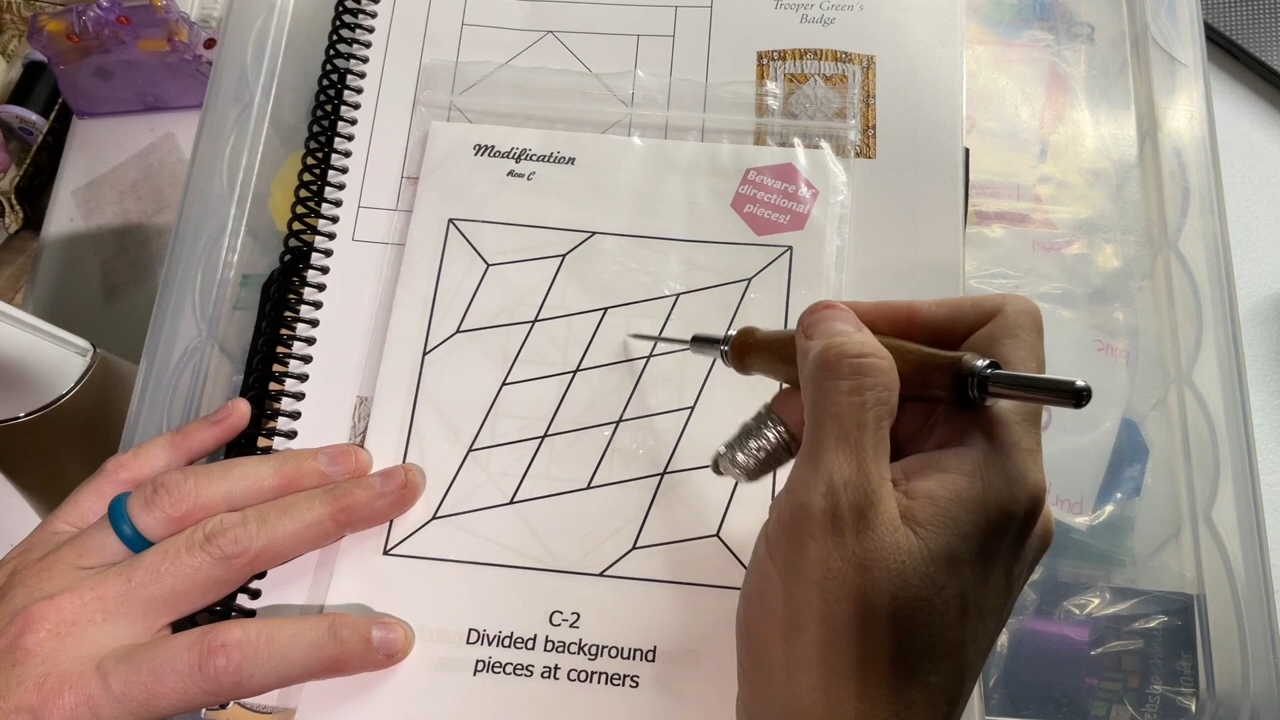 Trooper Green's
Badge
Modification
Row C
Beware of
directional
pieces!
C-2
Divided background
pieces at corners